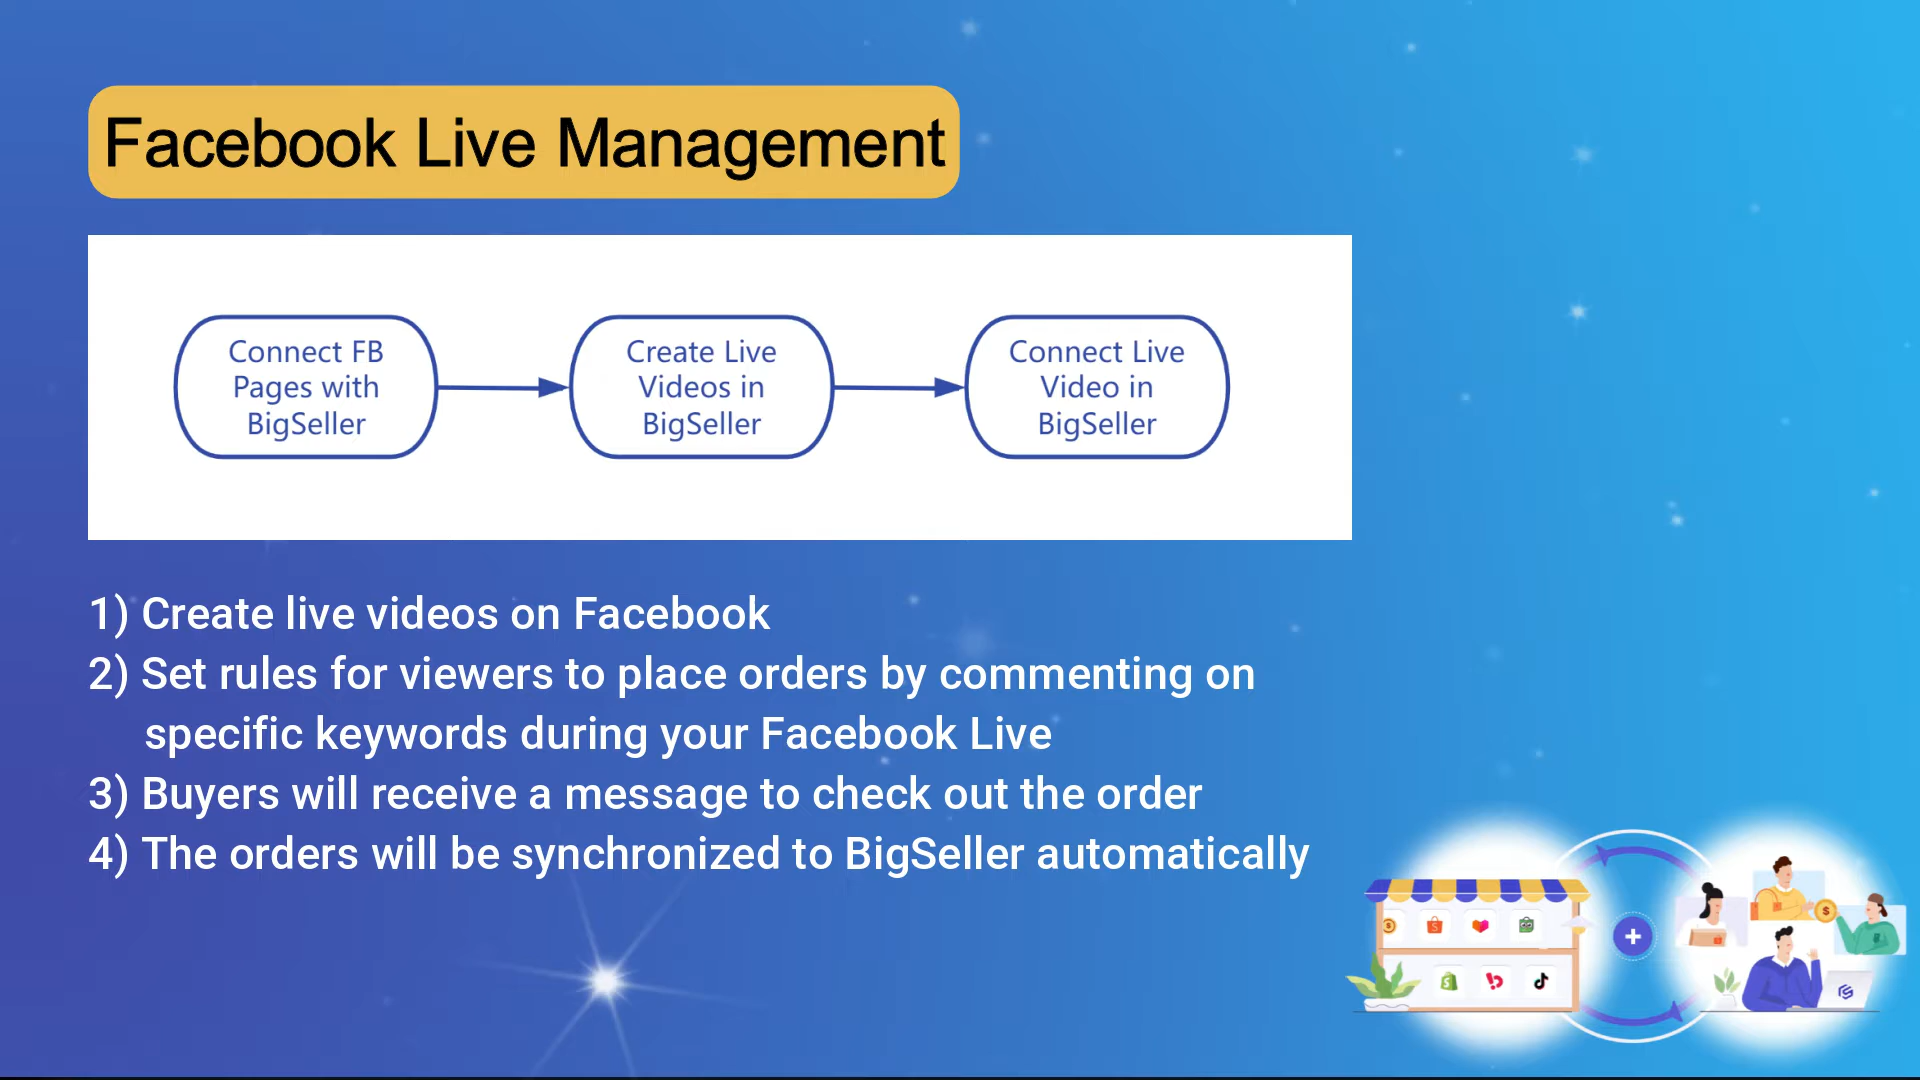 Facebook Live Management
Connect FB
Pages with
BigSeller
Create Live
Videos in
BigSeller
Connect Live
Video in
BigSeller
1) Create live videos on Facebook
2) Set rules for viewers to place orders by commenting on
specific keywords during your Facebook Live
3) Buyers will receive a message to check out the order
4) The orders will be synchronized to BigSeller automatically